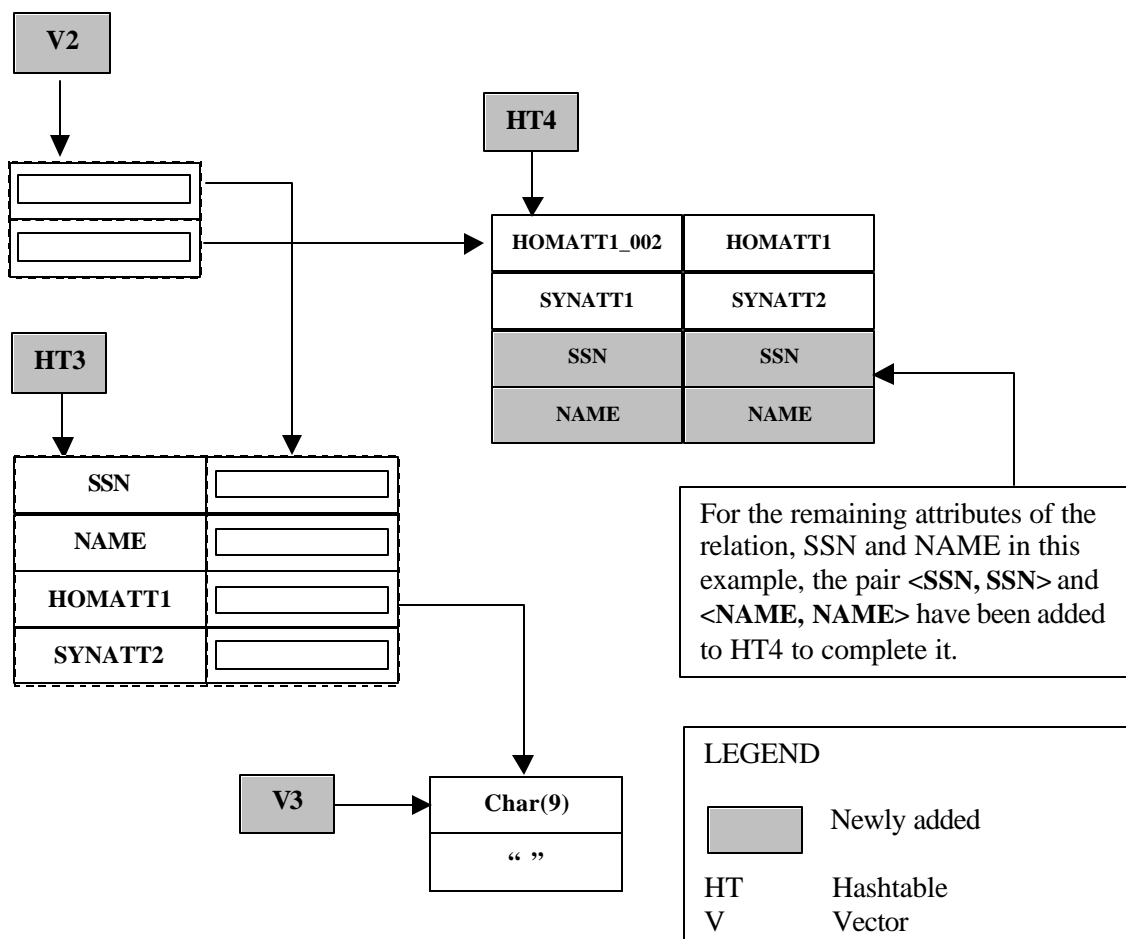 V2
HT4
HOMATT1_002 HOMATT1
SYNATT1 SYNATT2
SSN SSN
NAME NAME
HT3
SSN
NAME
HOMATT1
SYNATT2
For the remaining attributes of the
relation, SSN and NAME in this
example, the pair <SSN, SSN> and
<NAME, NAME> have been added
to HT4 to complete it.
V3
Char(9)
“ ”
LEGEND
Newly added
HT Hashtable
V Vector